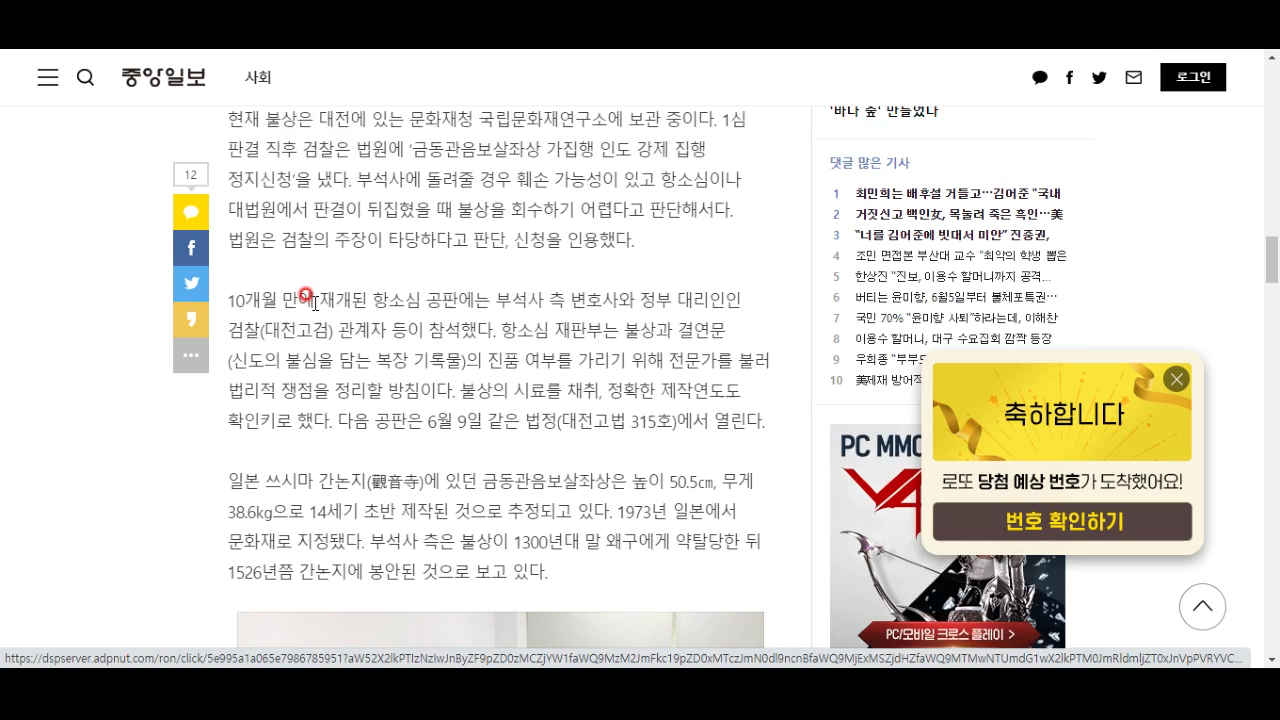 중앙일보
사회
로그인
현재 불상은 대전에 있는 문화재청 국립문화재연구소에 보관 중이다. 1심
판결 직후 검찰은 법원에 ‘금동관음보살좌상 가집행 인도 강제 집행
정지신청’을 냈다. 부석사에 돌려줄 경우 훼손 가능성이 있고 항소심이나
대법원에서 판결이 뒤집혔을 때 불상을 회수하기 어렵다고 판단해서다.
법원은 검찰의 주장이 타당하다고 판단, 신청을 인용했다.
12
10개월 만에 재개된 항소심 공판에는 부석사 측 변호사와 정부 대리인인
검찰(대전고검) 관계자 등이 참석했다. 항소심 재판부는 불상과 결연문
(신도의 불심을 담는 복장 기록물)의 진품 여부를 가리기 위해 전문가를 불러
법리적 쟁점을 정리할 방침이다. 불상의 시료를 채취, 정확한 제작연도도
확인키로 했다. 다음 공판은 6월 9일 같은 법정(대전고법 315호)에서 열린다.
일본 쓰시마 간논지(觀音寺)에 있던 금동관음보살좌상은 높이 50.5㎝, 무게
38.6㎏으로 14세기 초반 제작된 것으로 추정되고 있다. 1973년 일본에서
문화재로 지정됐다. 부석사 측은 불상이 1300년대 말 왜구에게 약탈당한 뒤
1526년쯤 간논지에 봉안된 것으로 보고 있다.
'바다 숲' 만들었다
댓글 많은 기사
1 최민희는 배후설 거들고…김어준 "국내
2 거짓신고 백인女, 목눌려 죽은 흑인…美
3 “너를 김어준에 빗대서 미안” 진중권,
4 조민 면접본 부산대 교수 "최악의 학생 뽑은
5 한상진 “진보, 이용수 할머니까지 공격...
6 버티는 윤미향, 6월5일부터 불체포특권…
7 국민 70% “윤미향 사퇴”하라는데, 이해찬
8 이용수 할머니, 대구 수요집회 깜짝 등장
9 우희종 “부부
10 美제재 방어
축하합니다
로또 당첨 예상 번호가 도착했어요!
번호 확인하기
PC MMO
PC/모바일 크로스 플레이 >